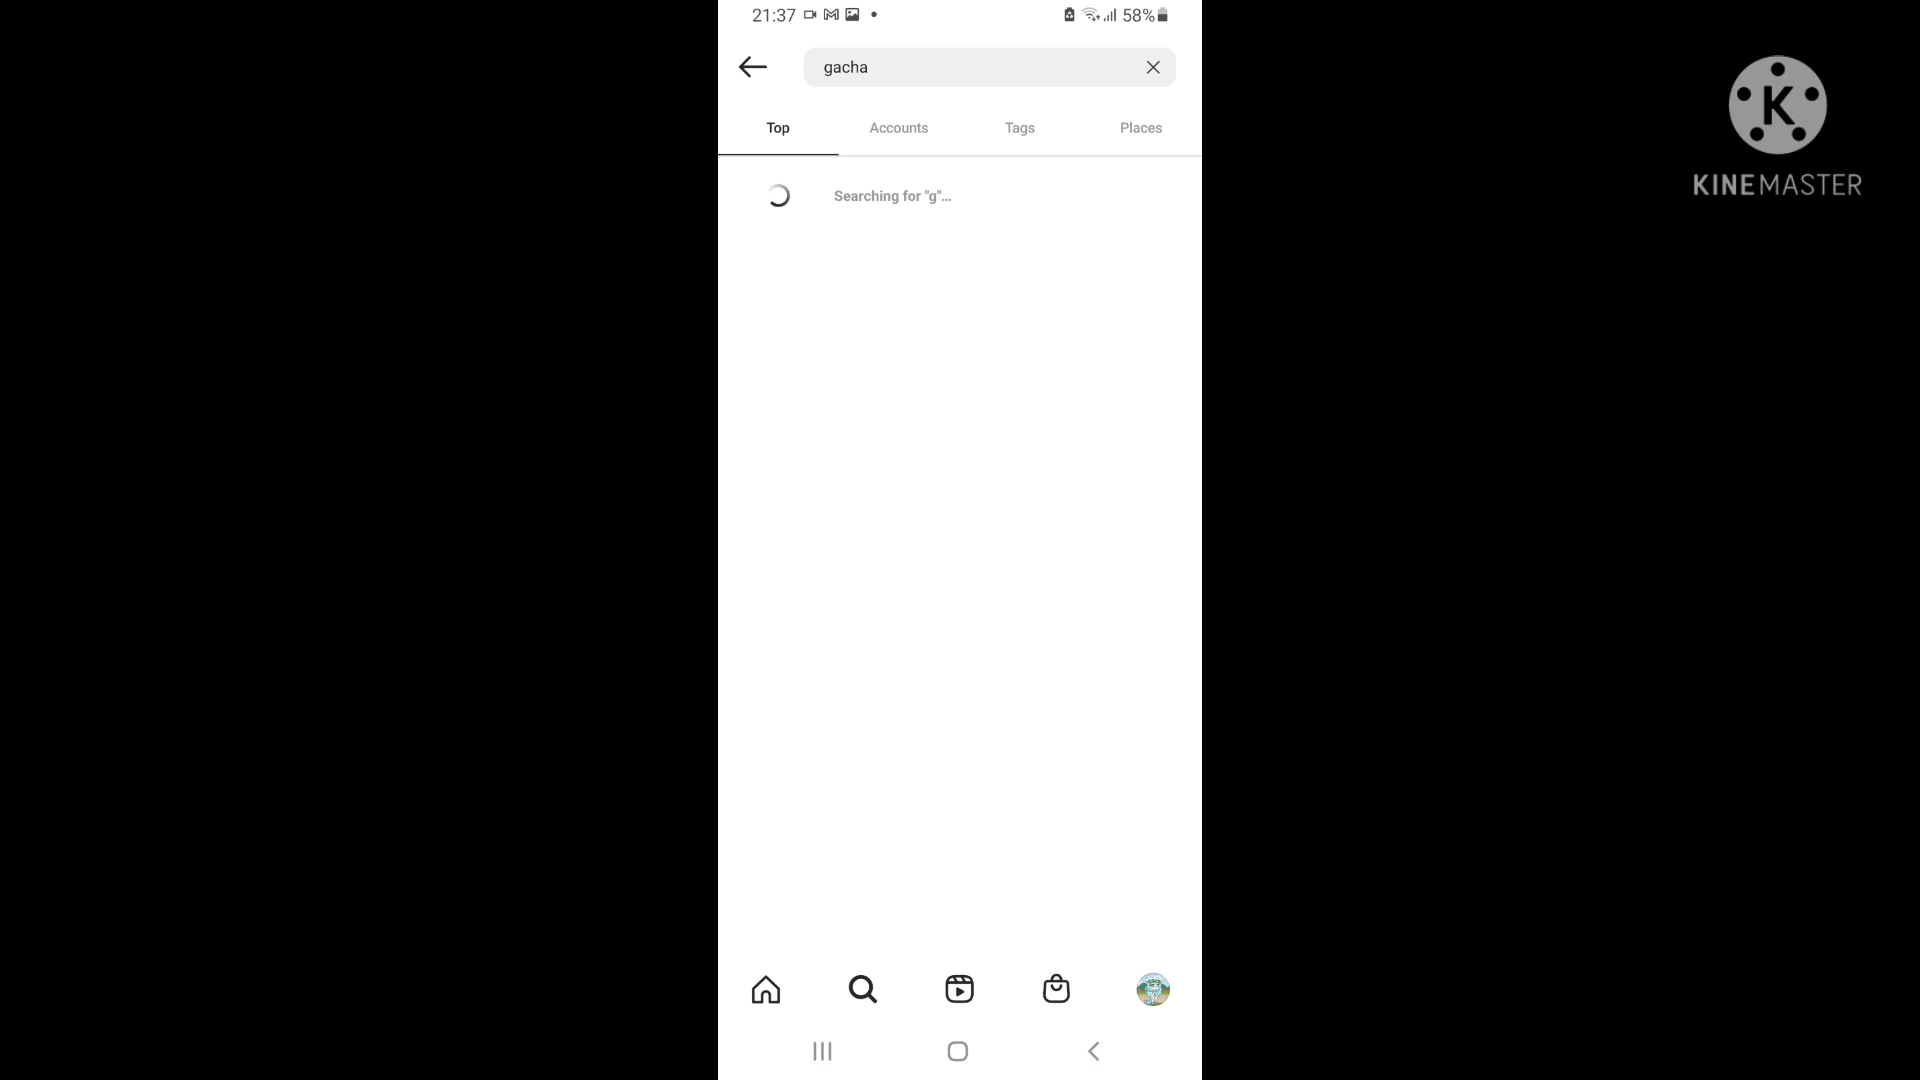 21:37
58%
gacha
Top Accounts Tags Places
Searching for "g"...
K
KINEMASTER